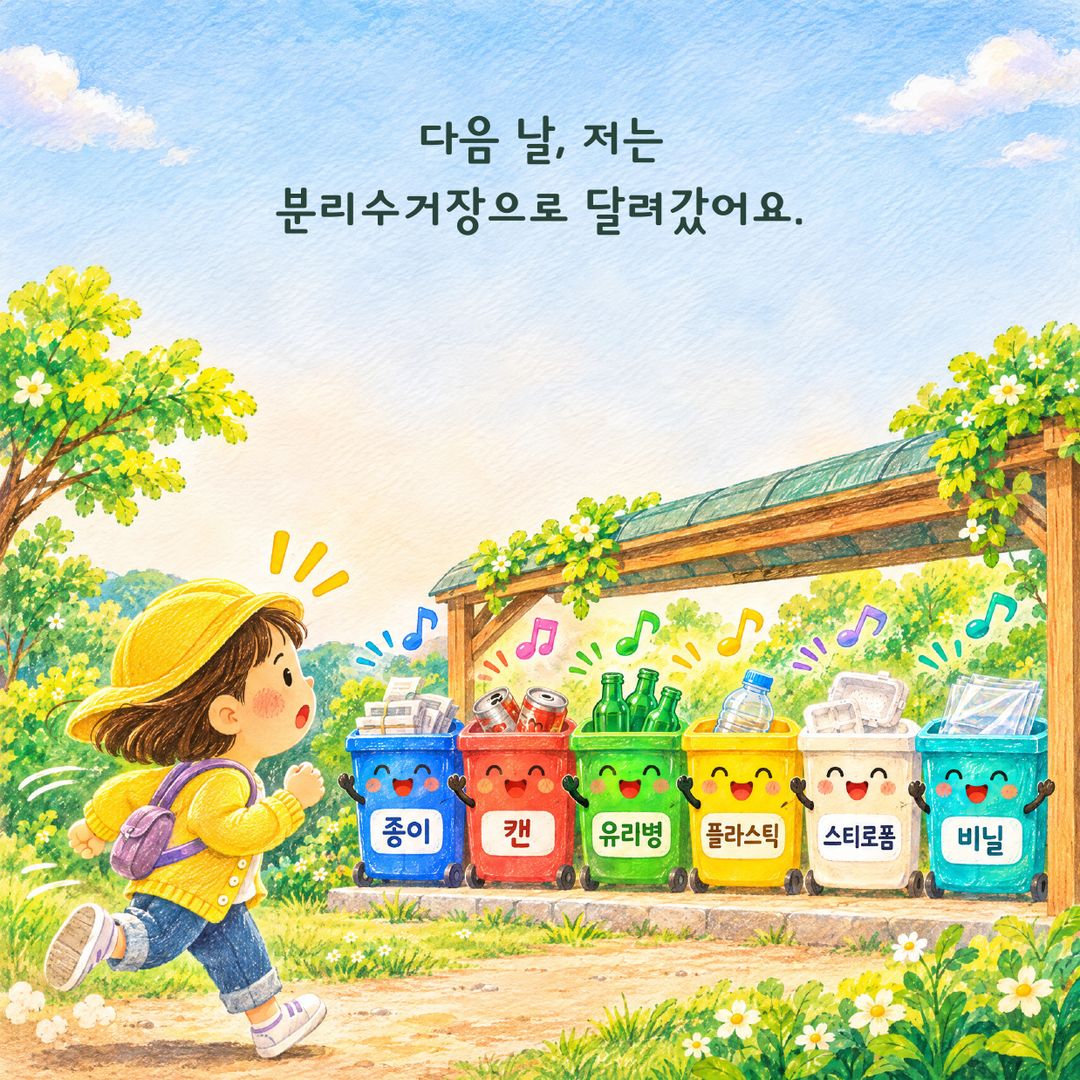 다음 날, 저는
분리수거장으로 달려갔어요.
종이
캔
유리병
플라스틱
스티로폼
비닐